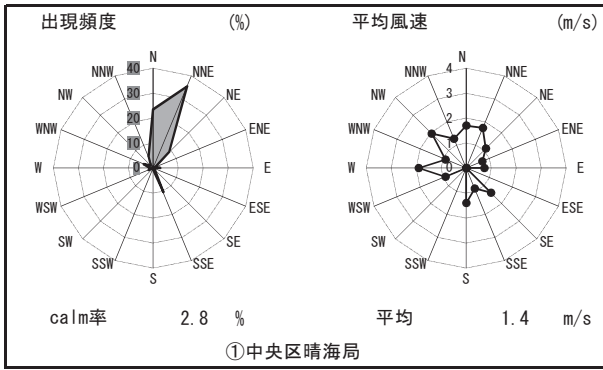 出現頻度 (%)
N
NNW NNE
NW NE
WNW ENE
W E
WSW ESE
SW SE
SSW SSE
S
40
30
20
10
0
calm率 2.8 %
平均風速 (m/s)
N
NNW NNE
NW NE
WNW ENE
W E
WSW ESE
SW SE
SSW SSE
S
4
3
2
1
0
平均 1.4 m/s
①中央区晴海局